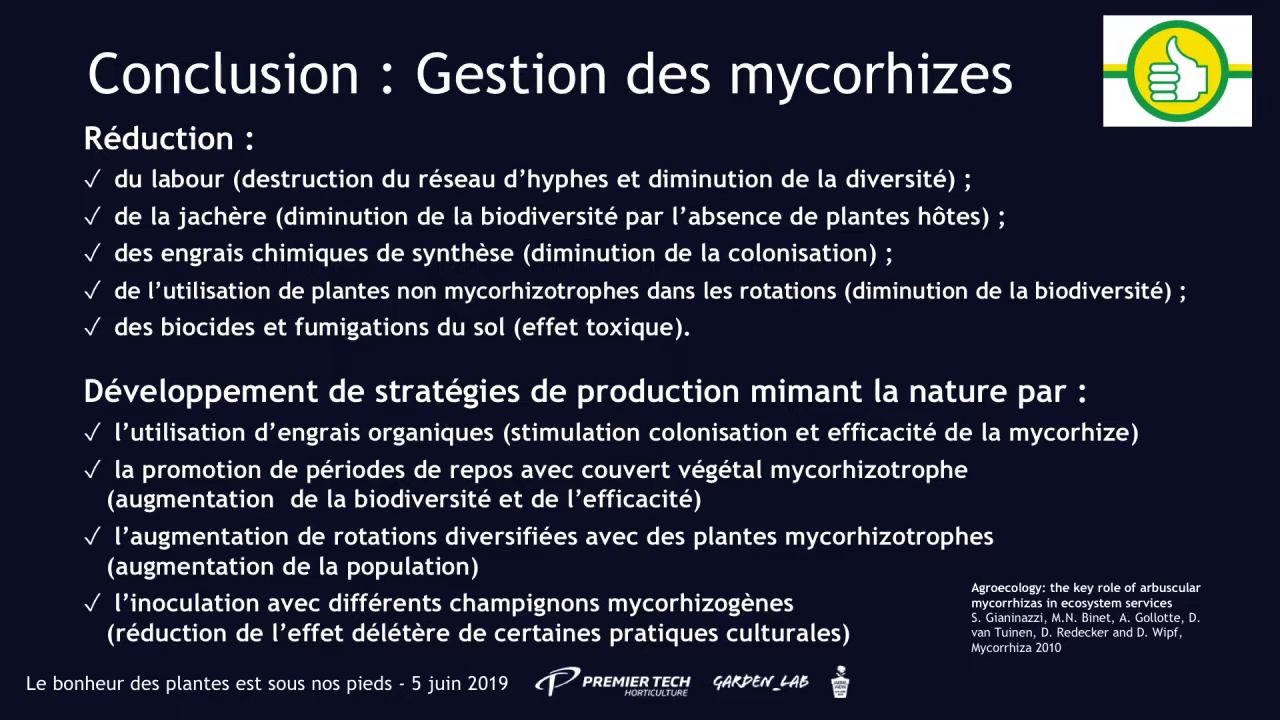 Conclusion : Gestion des mycorhizes
Réduction :
✓ du labour (destruction du réseau d’hyphes et diminution de la diversité) ;
✓ de la jachère (diminution de la biodiversité par l’absence de plantes hôtes) ;
✓ des engrais chimiques de synthèse (diminution de la colonisation) ;
✓ de l’utilisation de plantes non mycorhizotrophes dans les rotations (diminution de la biodiversité) ;
✓ des biocides et fumigations du sol (effet toxique).
Développement de stratégies de production mimant la nature par :
✓ l’utilisation d’engrais organiques (stimulation colonisation et efficacité de la mycorhize)
✓ la promotion de périodes de repos avec couvert végétal mycorhizotrophe
(augmentation de la biodiversité et de l’efficacité)
✓ l’augmentation de rotations diversifiées avec des plantes mycorhizotrophes
(augmentation de la population)
✓ l’inoculation avec différents champignons mycorhizogènes
(réduction de l’effet délétère de certaines pratiques culturales)
Agroecology: the key role of arbuscular
mycorrhizas in ecosystem services
S. Gianinazzi, M.N. Binet, A. Gollotte, D.
van Tuinen, D. Redecker and D. Wipf,
Mycorrhiza 2010
Le bonheur des plantes est sous nos pieds - 5 juin 2019
PREMIER TECH
HORTICULTURE
GARDEN_LAB